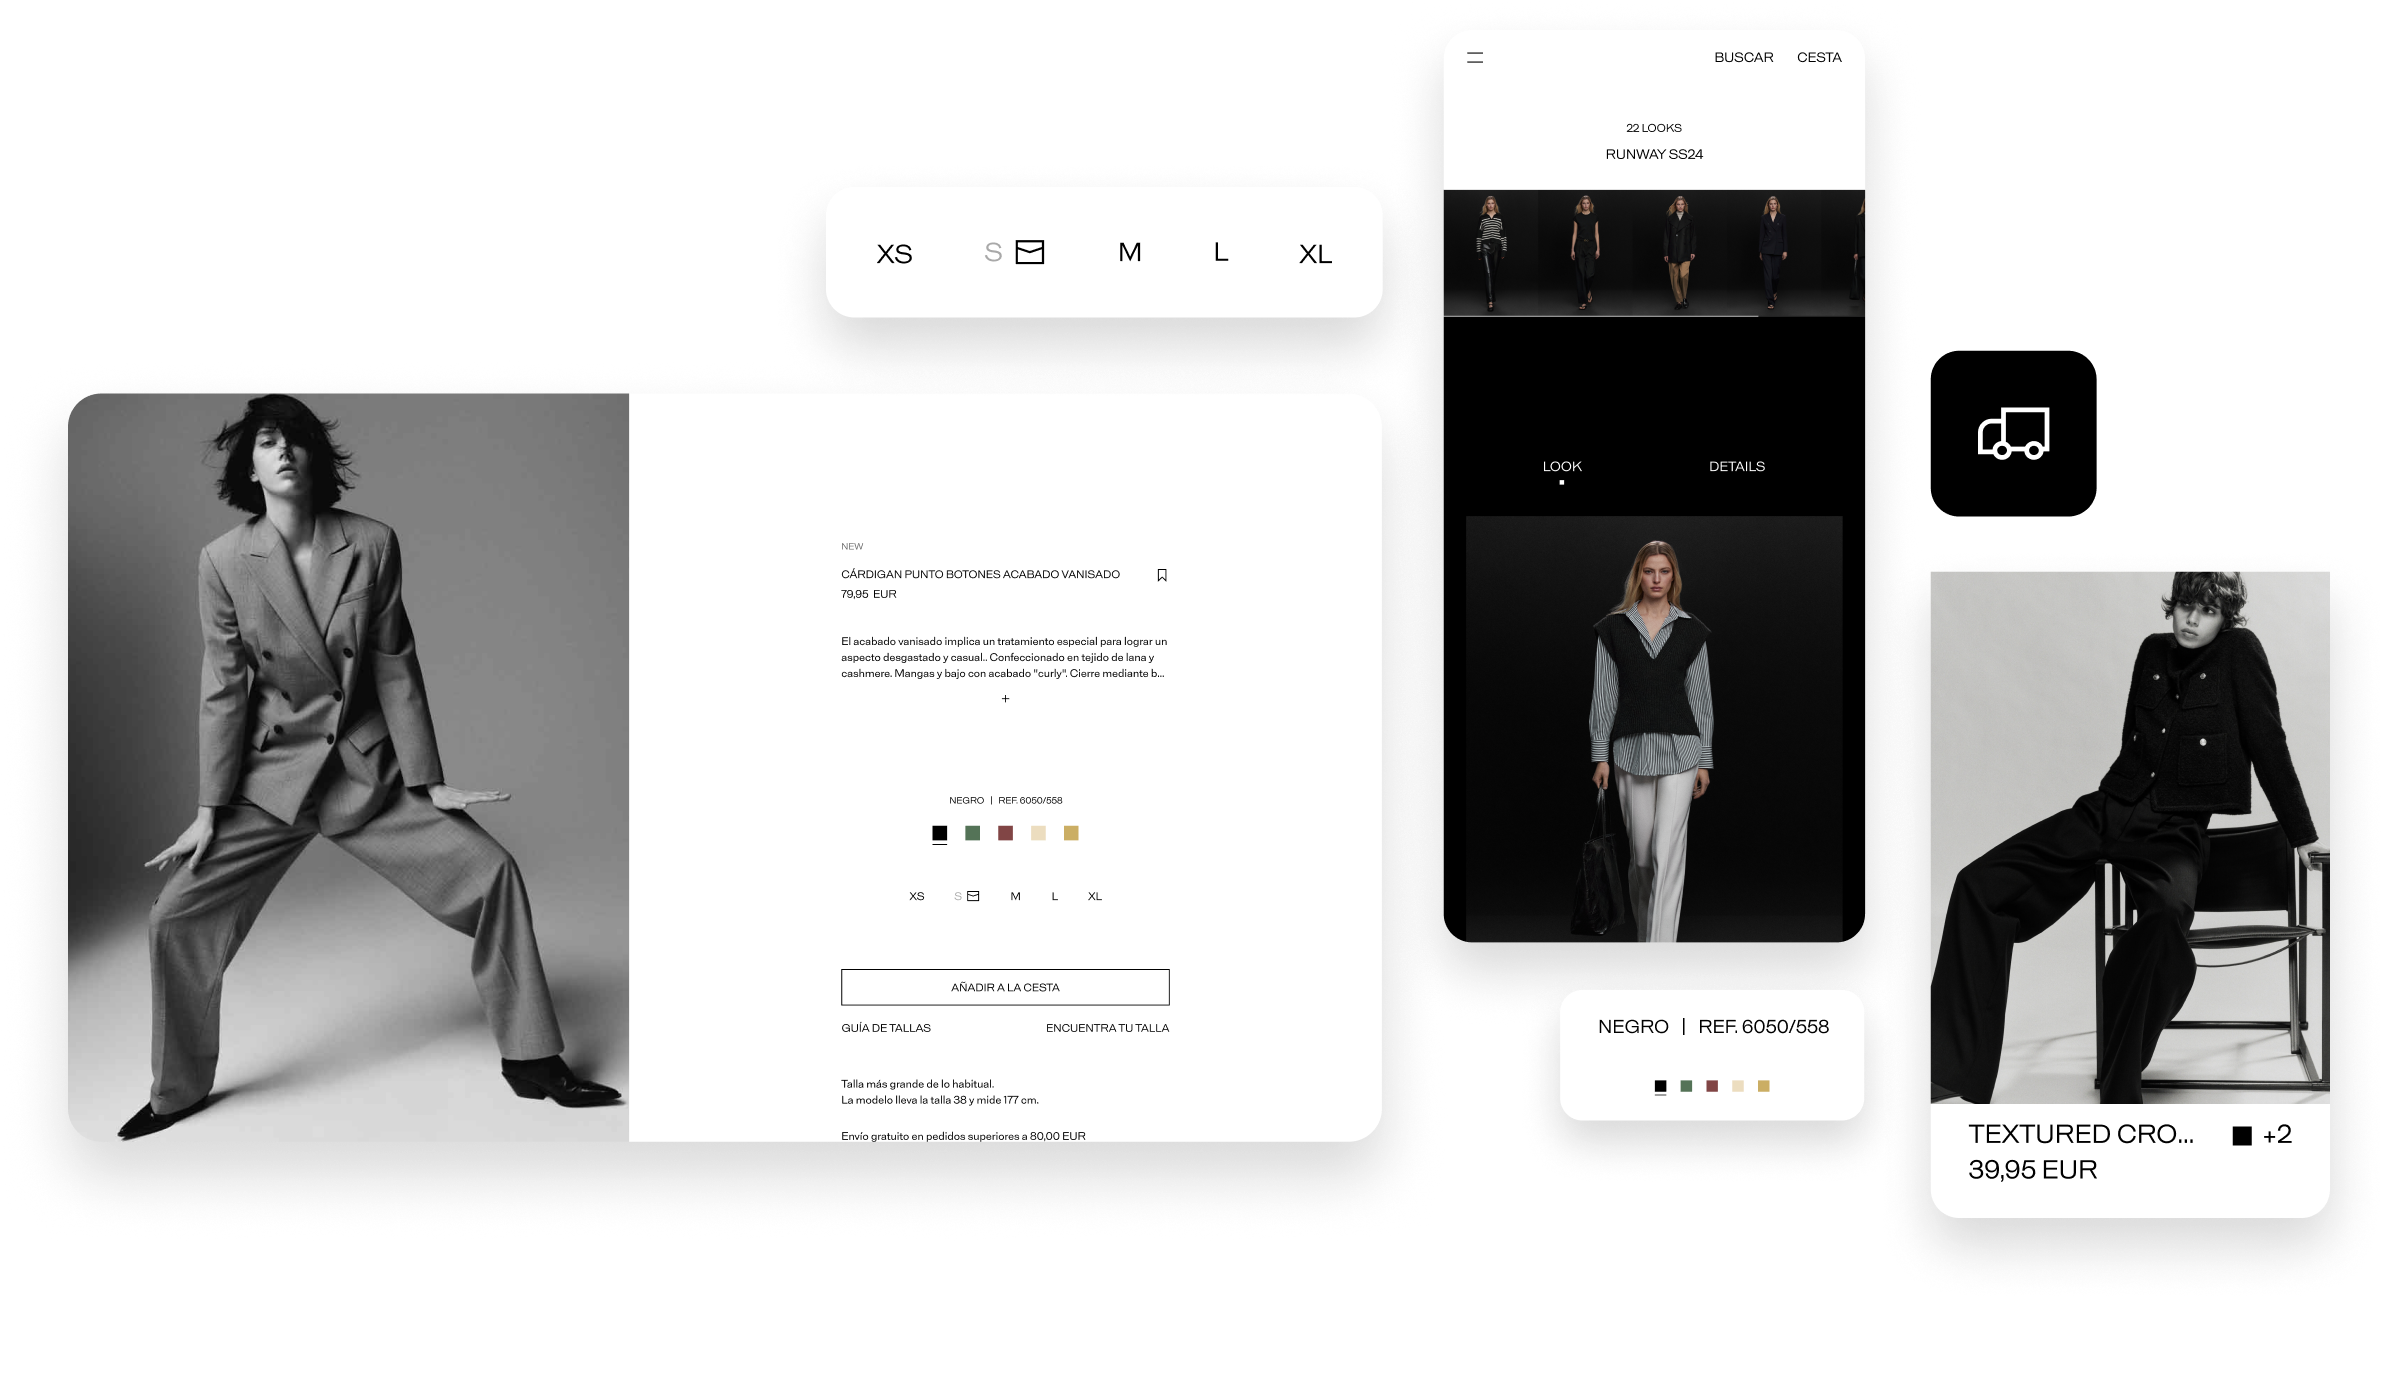 XS S M L XL
NEW
CÁRDIGAN PUNTO BOTONES ACABADO VANISADO
79,95 EUR
El acabado vanisado implica un tratamiento especial para lograr un
aspecto desgastado y casual.. Confeccionado en tejido de lana y
cashmere. Mangas y bajo con acabado "curly". Cierre mediante b...
+
NEGRO | REF. 6050/558
XS S M L XL
AÑADIR A LA CESTA
GUÍA DE TALLAS ENCUENTRA TU TALLA
Talla más grande de lo habitual.
La modelo lleva la talla 38 y mide 177 cm.
Envío gratuito en pedidos superiores a 80,00 EUR
BUSCAR CESTA
22 LOOKS
RUNWAY SS24
LOOK DETAILS
NEGRO | REF. 6050/558
TEXTURED CRO... +2
39,95 EUR